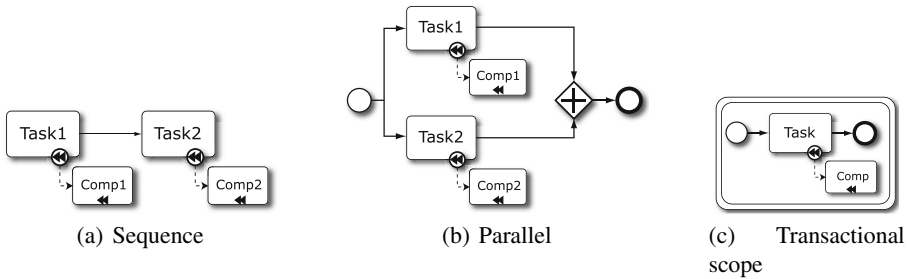 Task1
Task2
Comp1
Comp2
(a) Sequence
Task1
Comp1
Task2
Comp2
(b) Parallel
Task
Comp
(c) Transactional
scope